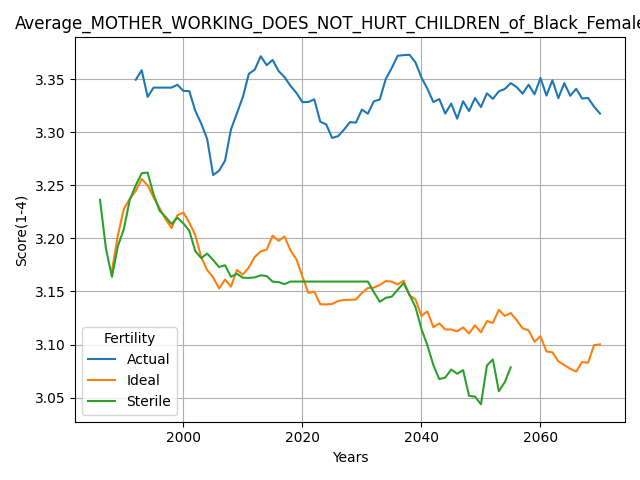 Average_MOTHER_WORKING_DOES_NOT_HURT_CHILDREN_of_Black_Female
3.35
3.30
3.25
3.20
3.15
3.10
3.05
Score(1-4)
Fertility
Actual
Ideal
Sterile
2000 2020 2040 2060
Years